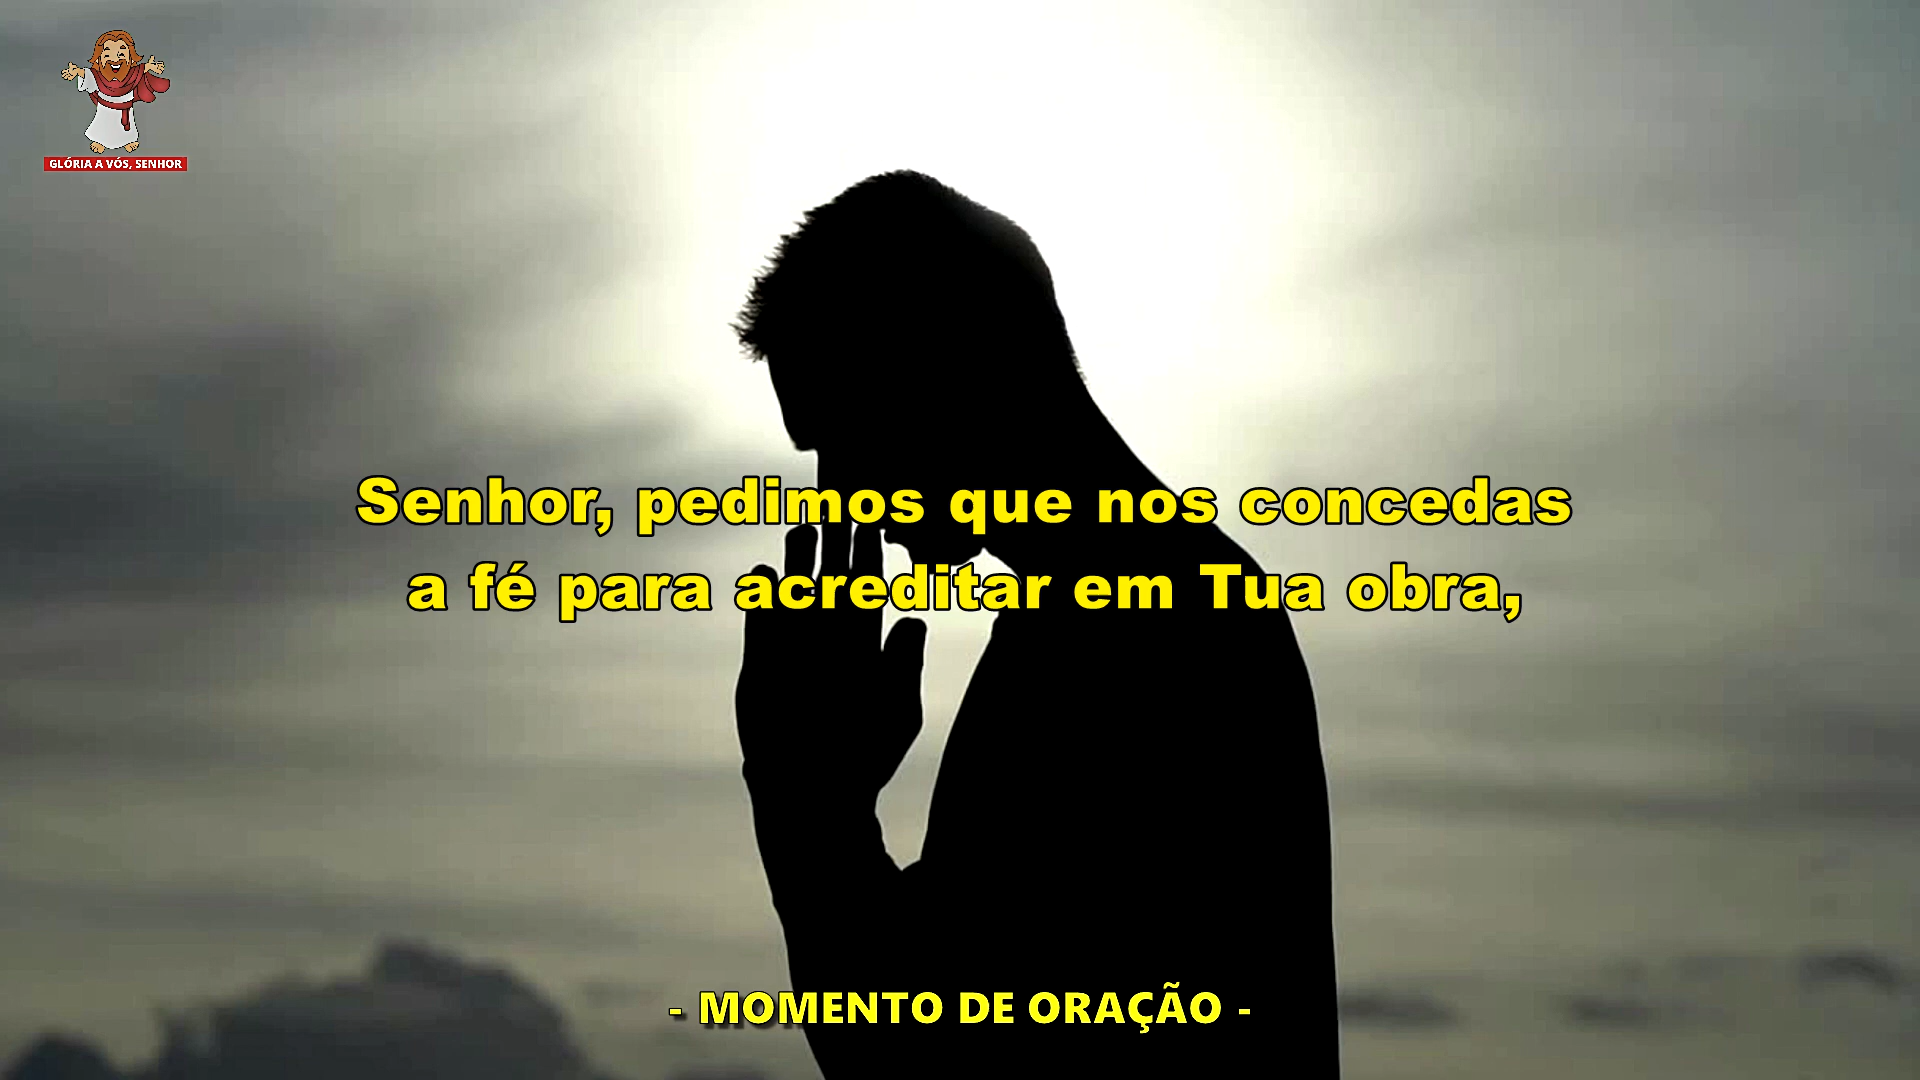 GLÓRIA A VÓS, SENHOR
Senhor, pedimos que nos concedas
a fé para acreditar em Tua obra,
- MOMENTO DE ORAÇÃO -